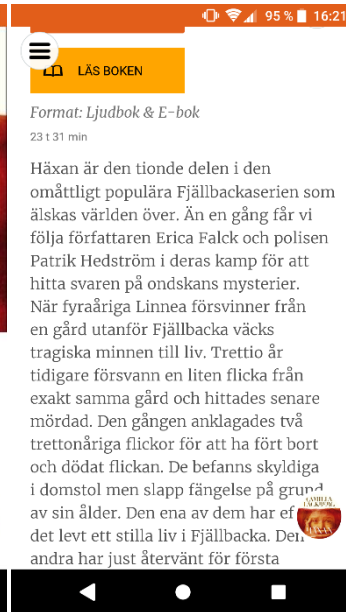 95 % 16:21
LÄS BOKEN
Format: Ljudbok & E-bok
23 t 31 min
Häxan är den tionde delen i den
omåttligt populära Fjällbackaserien som
älskas världen över. Än en gång får vi
följa författaren Erica Falck och polisen
Patrik Hedström i deras kamp för att
hitta svaren på ondskans mysterier.
När fyraåriga Linnea försvinner från
en gård utanför Fjällbacka väcks
tragiska minnen till liv. Trettio år
tidigare försvann en liten flicka från
exakt samma gård och hittades senare
mördad. Den gången anklagades två
trettonåriga flickor för att ha fört bort
och dödat flickan. De befanns skyldiga
i domstol men slapp fängelse på grund
av sin ålder. Den ena av dem har ef
det levt ett stilla liv i Fjällbacka. Den
andra har just återvänt för första